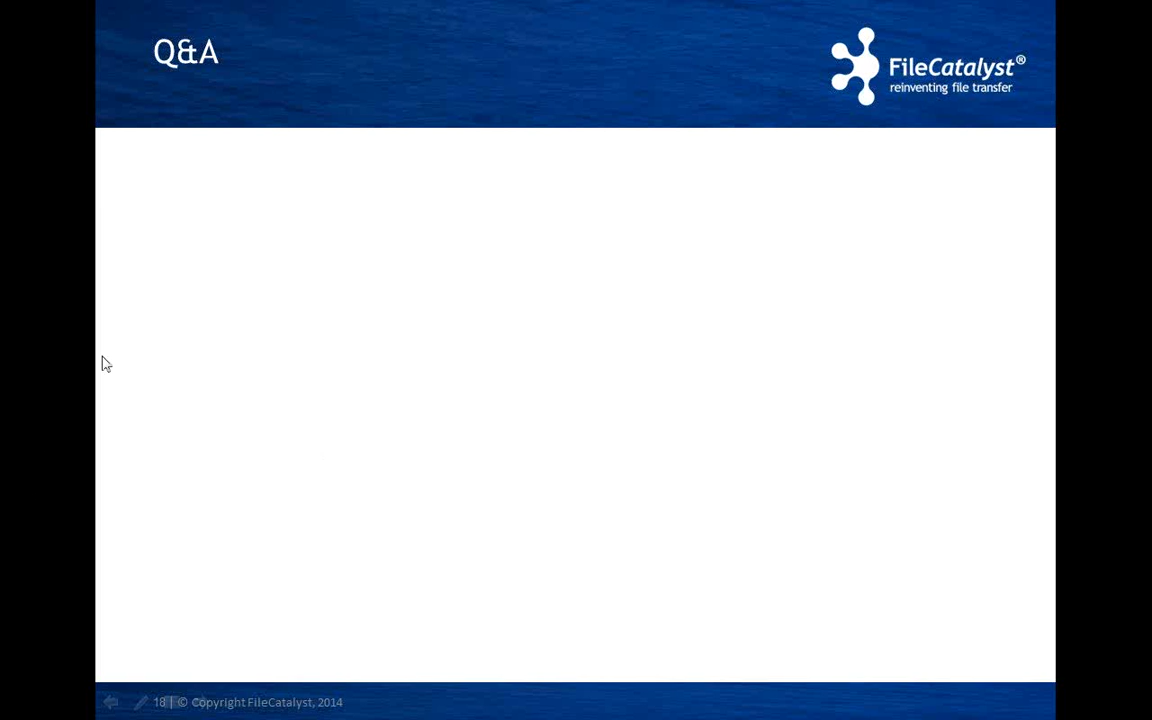 Q&A
FileCatalyst®
reinventing file transfer
18 | © Copyright FileCatalyst, 2014